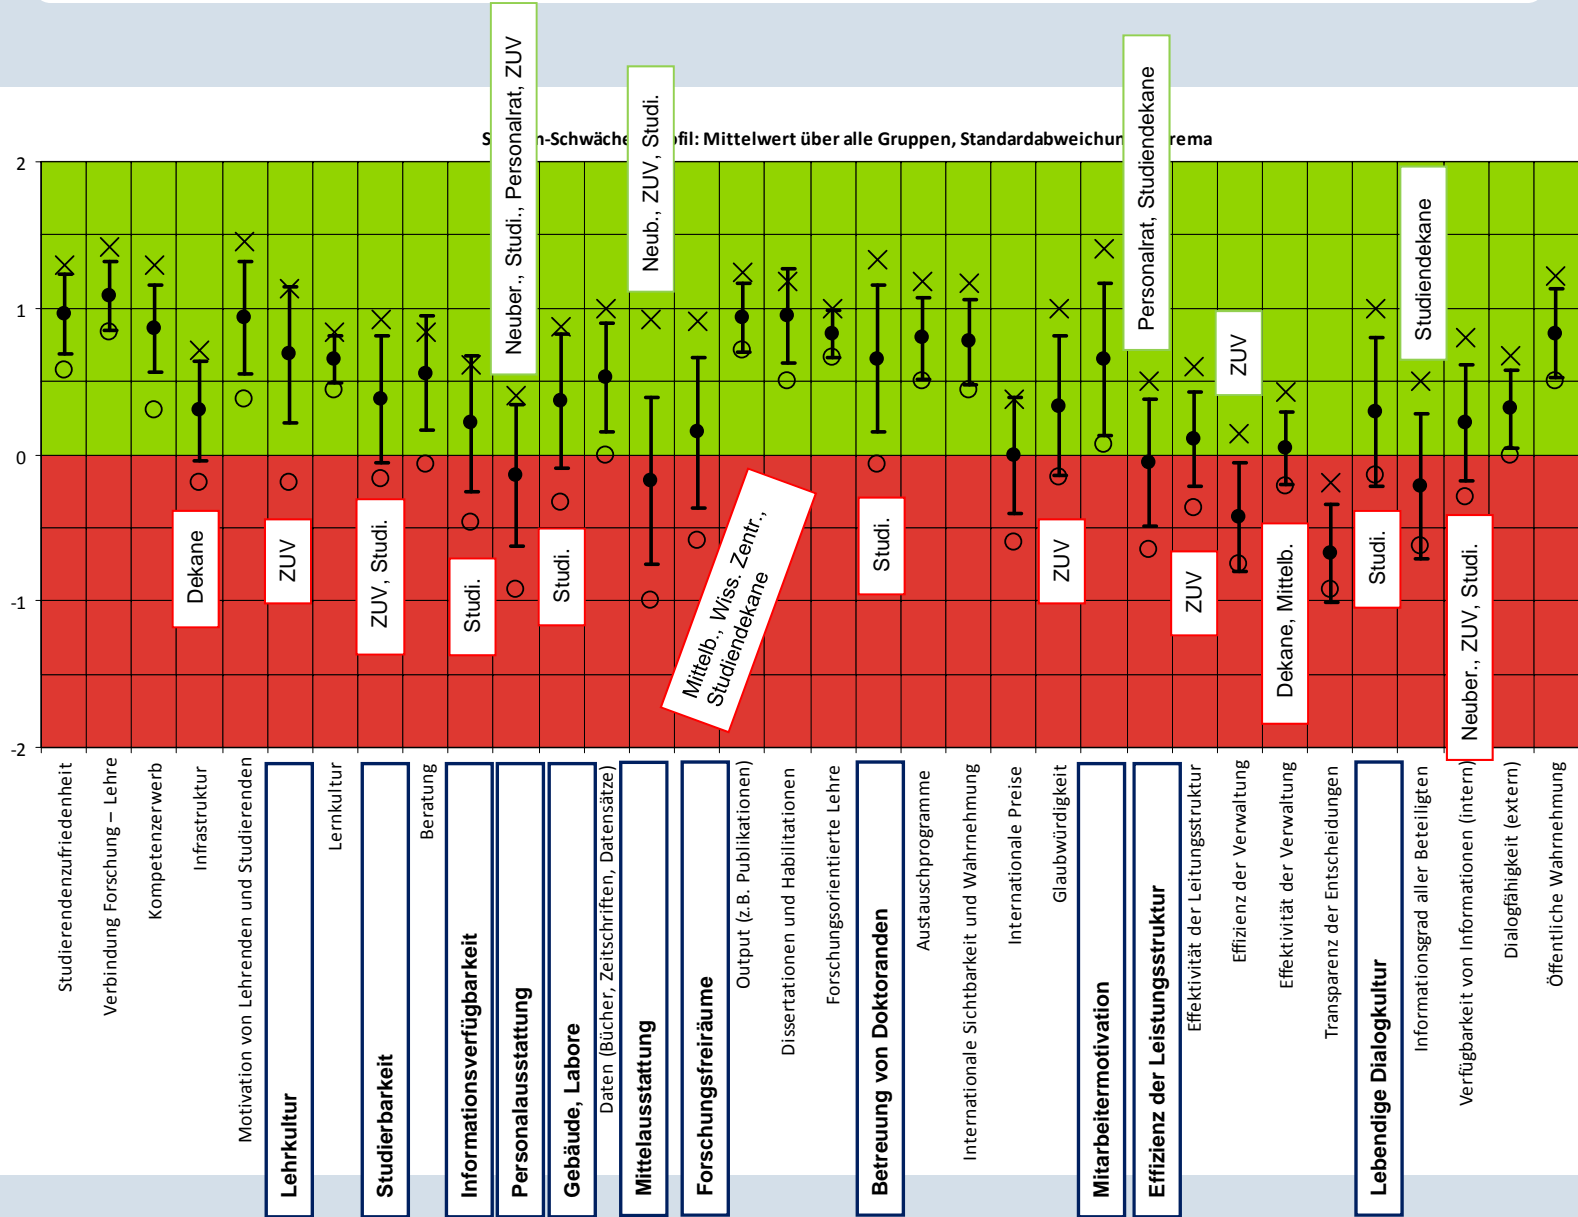 Neuber., Studi., Personalrat, ZUV
Neub., ZUV, Studi.
Personalrat, Studiendekane
Mittelwert über alle Gruppen, Standardabweichun
2
1
0
-1
-2
Studiendekane
ZUV
Dekane
ZUV
ZUV, Studi.
Studi.
Studi.
Mittelb., Wiss. Zentr.,
Studiendekane
Studi.
ZUV
ZUV
Dekane, Mittelb.
Studi.
Neuber., ZUV, Studi.
Studierendenzufriedenheit
Verbindung Forschung – Lehre
Kompetenzerwerb
Infrastruktur
Motivation von Lehrenden und Studierenden
Lehrkultur
Lernkultur
Studierbarkeit
Beratung
Informationsverfügbarkeit
Personalausstattung
Gebäude, Labore
Daten (Bücher, Zeitschriften, Datensätze)
Mittelausstattung
Forschungsfreiräume
Output (z.B. Publikationen)
Dissertationen und Habilitationen
Forschungsorientierte Lehre
Betreuung von Doktoranden
Austauschprogramme
Internationale Sichtbarkeit und Wahrnehmung
Internationale Preise
Glaubwürdigkeit
Mitarbeitermotivation
Effizienz der Leistungsstruktur
Effektivität der Leitungsstruktur
Effizienz der Verwaltung
Effektivität der Verwaltung
Transparenz der Entscheidungen
Lebendige Dialogkultur
Informationsgrad aller Beteiligten
Verfügbarkeit von Informationen (intern)
Dialogfähigkeit (extern)
Öffentliche Wahrnehmung